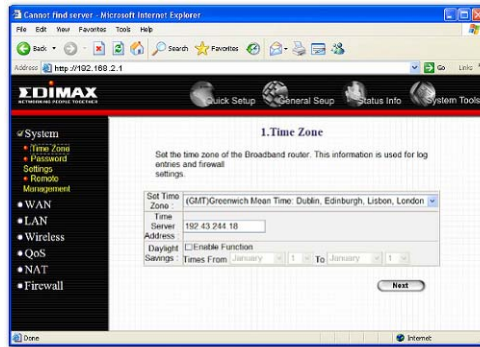 Cannot find server - Microsoft Internet Explorer
File Edit View Favorites Tools Help
Back Search Favorites
Address http://192.168.2.1 Go Links
EDIMAX
NETWORKING PEOPLE TOGETHER
Quick Setup General Seup Status Info System Tools
System
Time Zone
Password
Settings
Remote
Management
WAN
LAN
Wireless
QoS
NAT
Firewall
1.Time Zone
Set the time zone of the Broadband router. This information is used for log
entries and firewall
settings.
Set Time
Zone :
(GMT)Greenwich Mean Time: Dublin, Edinburgh, Lisbon, London
Time
Server
Address :
192.43.244.18
Daylight
Savings :
Enable Function
Times From January 1 To January 1
Next
Done Internet